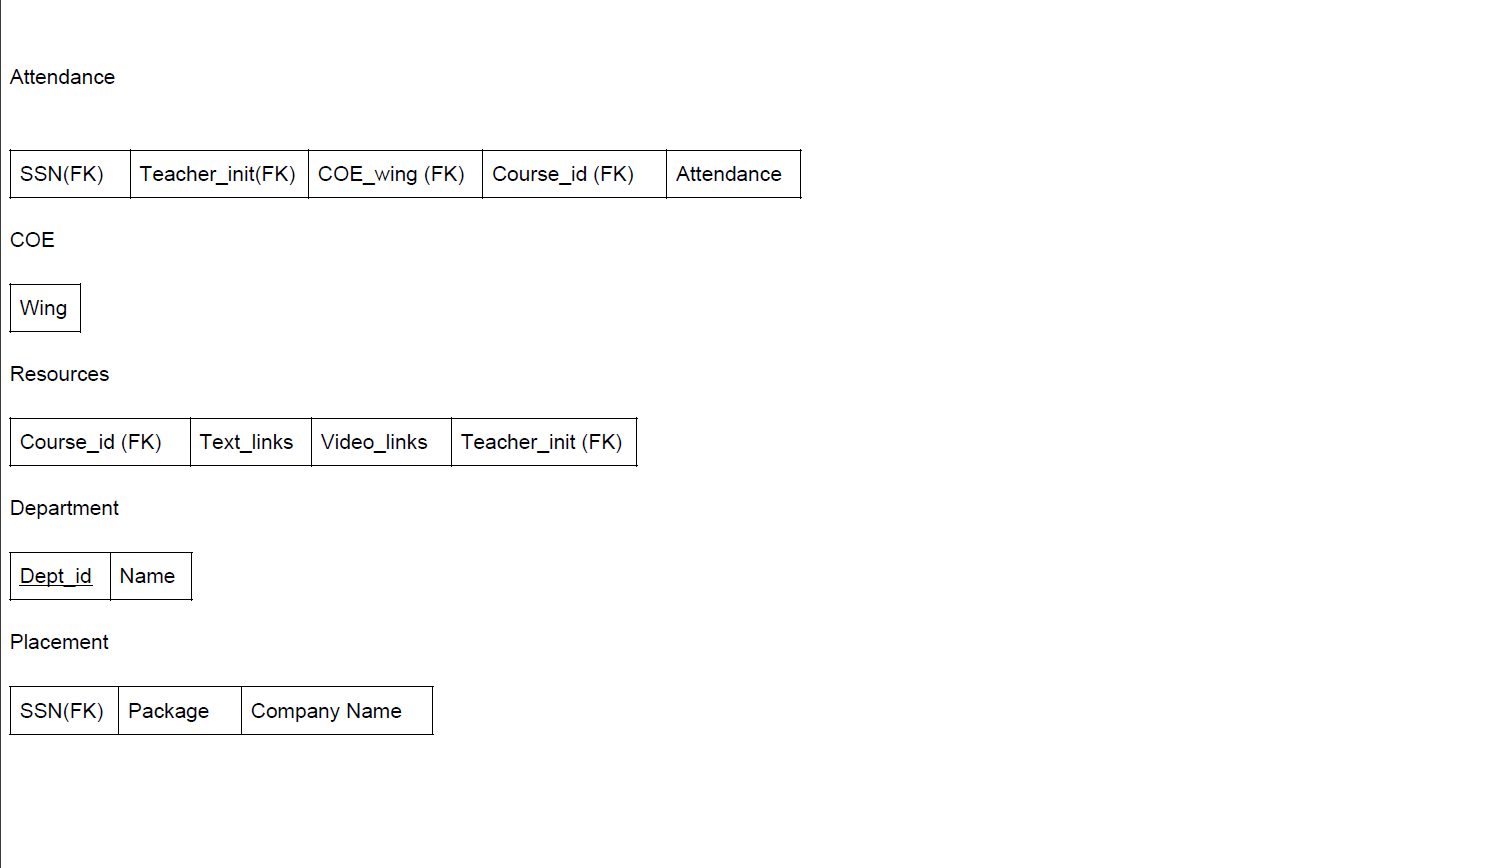 Attendance
SSN(FK) Teacher_init(FK) COE_wing (FK) Course_id (FK) Attendance
COE
Wing
Resources
Course_id (FK) Text_links Video_links Teacher_init (FK)
Department
Dept_id Name
Placement
SSN(FK) Package Company Name